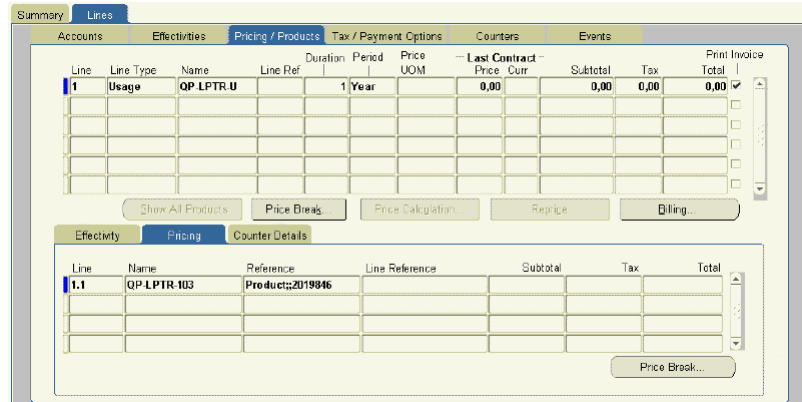 Summary Lines
Accounts Effectivities Pricing / Products Tax / Payment Options Counters Events
Duration Period Price Last Contract Print Invoice
Line Line Type Name Line Ref UOM Price Curr Subtotal Tax Total
1 Usage QP-LPTR-U 1 Year 0,00 0,00 0,00 0,00
Show All Products Price Break... Price Calculation... Reprice Billing...
Effectivity Pricing Counter Details
Line Name Reference Line Reference Subtotal Tax Total
1.1 QP-LPTR-103 Product;;2019846
Price Break...